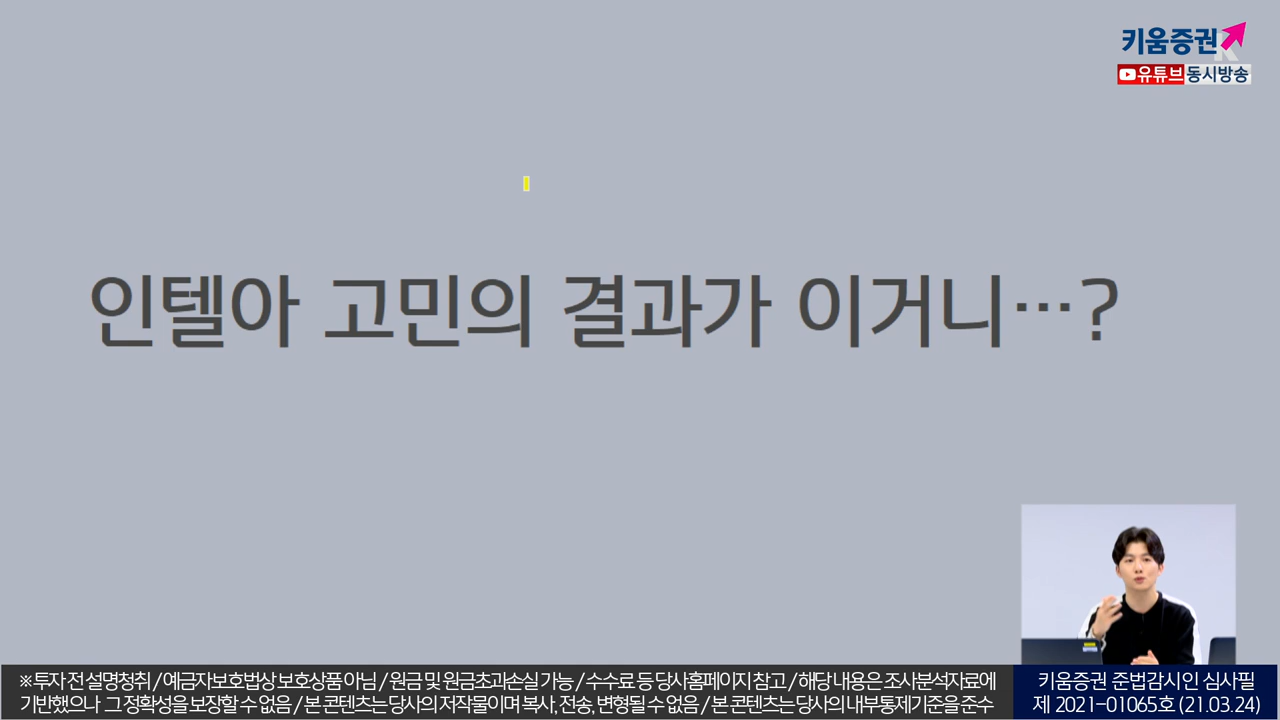 키움증권
유튜브 동시방송
인텔아 고민의 결과가 이거니…?
※ 투자 전 설명청취 / 예금자보호법상 보호상품 아님 / 원금 및 원금초과손실 가능 / 수수료 등 당사홈페이지 참고 / 해당 내용은 조사분석자료에
기반했으나 그 정확성을 보장할 수 없음 / 본 콘텐츠는 당사의 저작물이며 복사, 전송, 변형될 수 없음 / 본 콘텐츠는 당사의 내부통제기준을 준수
키움증권 준법감시인 심사필
제 2021-01065호 (21.03.24)